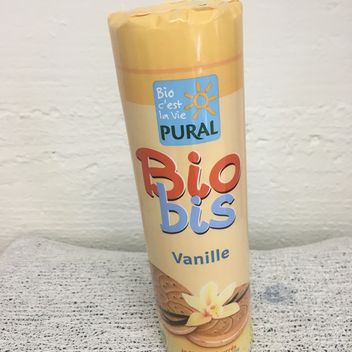 Bio
c'est
la Vie
PURAL
Bio
bis
Vanille